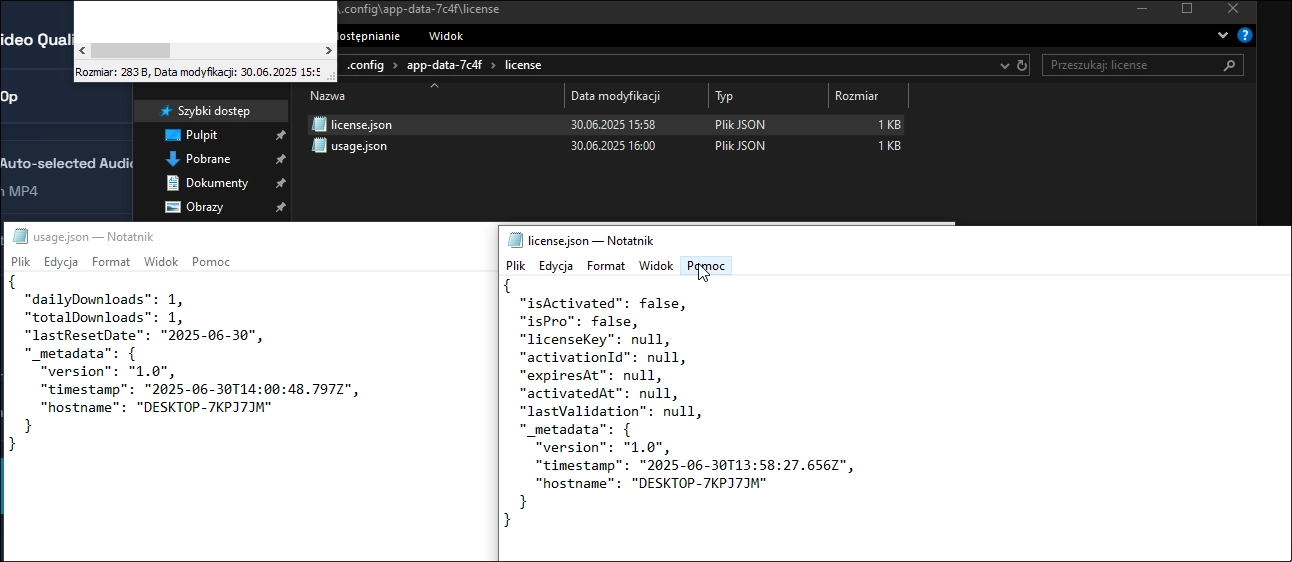 \.config\app-data-7c4f\license
ideo Quali
dostępnianie Widok
Rozmiar: 283 B, Data modyfikacji: 30.06.2025 15:5
.config › app-data-7c4f › license
Przeszukaj: license
0p
Nazwa Data modyfikacji Typ Rozmiar
Szybki dostęp
license.json 30.06.2025 15:58 Plik JSON 1 KB
Pulpit
usage.json 30.06.2025 16:00 Plik JSON 1 KB
Auto-selected Audio
Pobrane
n MP4
Dokumenty
Obrazy
usage.json — Notatnik
Plik Edycja Format Widok Pomoc
{
"dailyDownloads": 1,
"totalDownloads": 1,
"lastResetDate": "2025-06-30",
"_metadata": {
"version": "1.0",
"timestamp": "2025-06-30T14:00:48.797Z",
"hostname": "DESKTOP-7KPJ7JM"
}
}
license.json — Notatnik
Plik Edycja Format Widok Pomoc
{
"isActivated": false,
"isPro": false,
"licenseKey": null,
"activationId": null,
"expiresAt": null,
"activatedAt": null,
"lastValidation": null,
"_metadata": {
"version": "1.0",
"timestamp": "2025-06-30T13:58:27.656Z",
"hostname": "DESKTOP-7KPJ7JM"
}
}